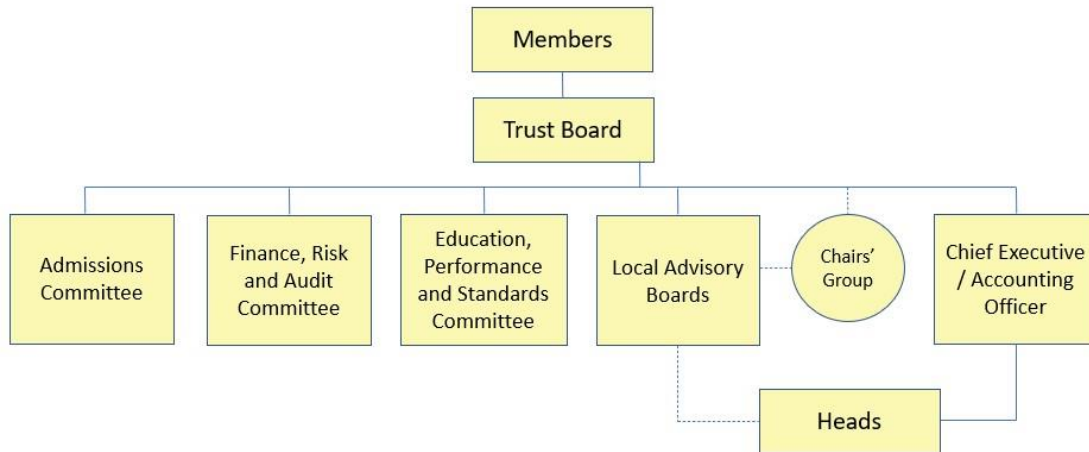 Members
Trust Board
Admissions
Committee
Finance, Risk
and Audit
Committee
Education,
Performance
and Standards
Committee
Local Advisory
Boards
Chairs’
Group
Chief Executive
/ Accounting
Officer
Heads